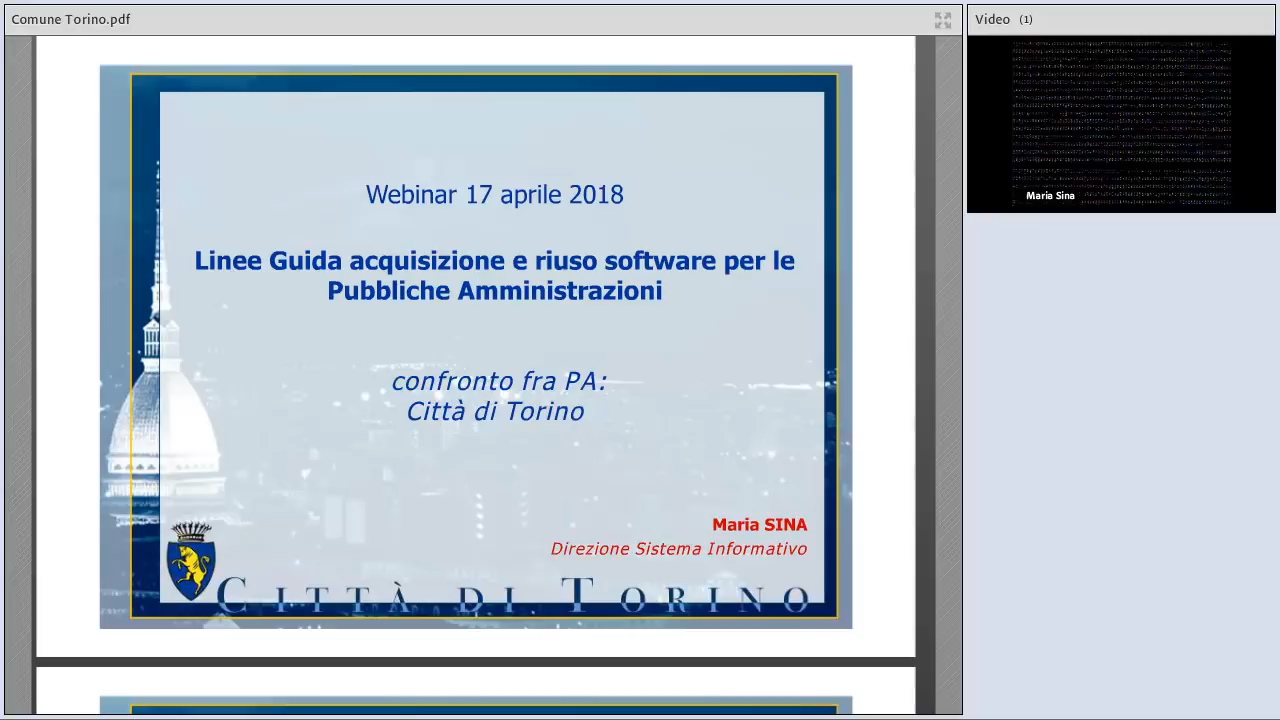 Comune Torino.pdf
Video (1)
Maria Sina
Webinar 17 aprile 2018
Linee Guida acquisizione e riuso software per le
Pubbliche Amministrazioni
confronto fra PA:
Città di Torino
Maria SINA
Direzione Sistema Informativo
CITTÀ DI TORINO